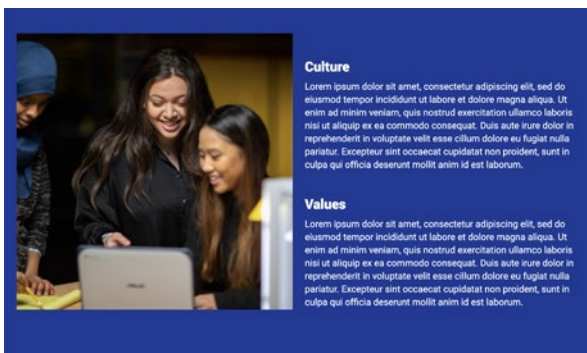 Culture
Lorem ipsum dolor sit amet, consectetur adipiscing elit, sed do
eiusmod tempor incididunt ut labore et dolore magna aliqua. Ut
enim ad minim veniam, quis nostrud exercitation ullamco laboris
nisi ut aliquip ex ea commodo consequat. Duis aute irure dolor in
reprehenderit in voluptate velit esse cillum dolore eu fugiat nulla
pariatur. Excepteur sint occaecat cupidatat non proident, sunt in
culpa qui officia deserunt mollit anim id est laborum.
Values
Lorem ipsum dolor sit amet, consectetur adipiscing elit, sed do
eiusmod tempor incididunt ut labore et dolore magna aliqua. Ut
enim ad minim veniam, quis nostrud exercitation ullamco laboris
nisi ut aliquip ex ea commodo consequat. Duis aute irure dolor in
reprehenderit in voluptate velit esse cillum dolore eu fugiat nulla
pariatur. Excepteur sint occaecat cupidatat non proident, sunt in
culpa qui officia deserunt mollit anim id est laborum.